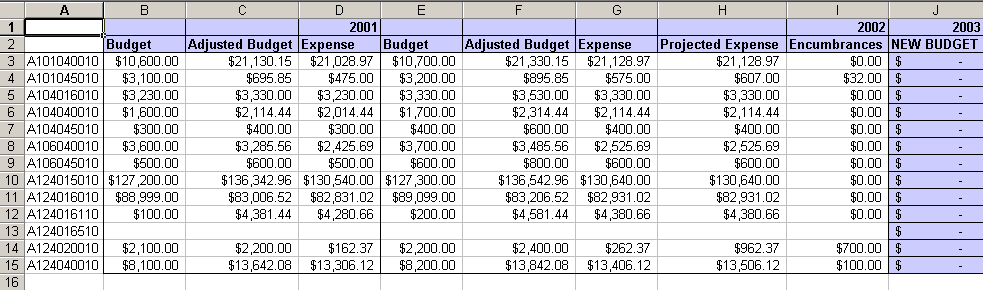 A B C D E F G H I J
1 2001 2002 2003
2 Budget Adjusted Budget Expense Budget Adjusted Budget Expense Projected Expense Encumbrances NEW BUDGET
3 A101040010 $10,600.00 $21,130.15 $21,028.97 $10,700.00 $21,330.15 $21,128.97 $21,128.97 $0.00 $ -
4 A101045010 $3,100.00 $695.85 $475.00 $3,200.00 $895.85 $575.00 $607.00 $32.00 $ -
5 A104016010 $3,230.00 $3,330.00 $3,230.00 $3,330.00 $3,530.00 $3,330.00 $3,330.00 $0.00 $ -
6 A104040010 $1,600.00 $2,114.44 $2,014.44 $1,700.00 $2,314.44 $2,114.44 $2,114.44 $0.00 $ -
7 A104045010 $300.00 $400.00 $300.00 $400.00 $600.00 $400.00 $400.00 $0.00 $ -
8 A106040010 $3,600.00 $3,285.56 $2,425.69 $3,700.00 $3,485.56 $2,525.69 $2,525.69 $0.00 $ -
9 A106045010 $500.00 $600.00 $500.00 $600.00 $800.00 $600.00 $600.00 $0.00 $ -
10 A124015010 $127,200.00 $136,342.96 $130,540.00 $127,300.00 $136,542.96 $130,640.00 $130,640.00 $0.00 $ -
11 A124016010 $88,999.00 $83,006.52 $82,831.02 $89,099.00 $83,206.52 $82,931.02 $82,931.02 $0.00 $ -
12 A124016110 $100.00 $4,381.44 $4,280.66 $200.00 $4,581.44 $4,380.66 $4,380.66 $0.00 $ -
13 A124016510 $ -
14 A124020010 $2,100.00 $2,200.00 $162.37 $2,200.00 $2,400.00 $262.37 $962.37 $700.00 $ -
15 A124040010 $8,100.00 $13,642.08 $13,306.12 $8,200.00 $13,842.08 $13,406.12 $13,506.12 $100.00 $ -
16